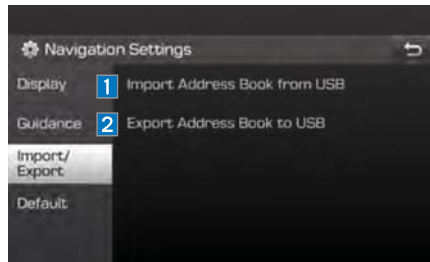 Navigation Settings
Display
1 Import Address Book from USB
Guidance
2 Export Address Book to USB
Import/
Export
Default